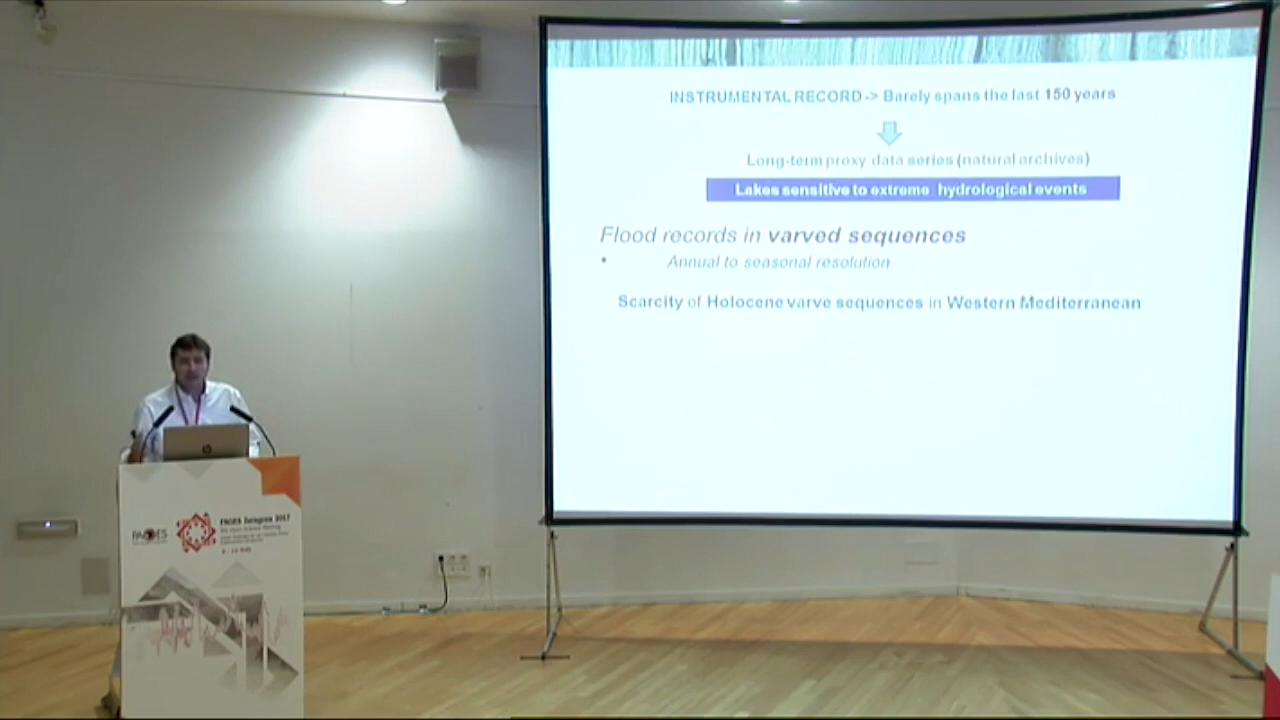 INSTRUMENTAL RECORD -> Barely spans the last 150 years
Long-term proxy data series (natural archives)
Lakes sensitive to extreme hydrological events
Flood records in varved sequences
• Annual to seasonal resolution
Scarcity of Holocene varve sequences in Western Mediterranean
PAGES
PAGES Zaragoza 2017